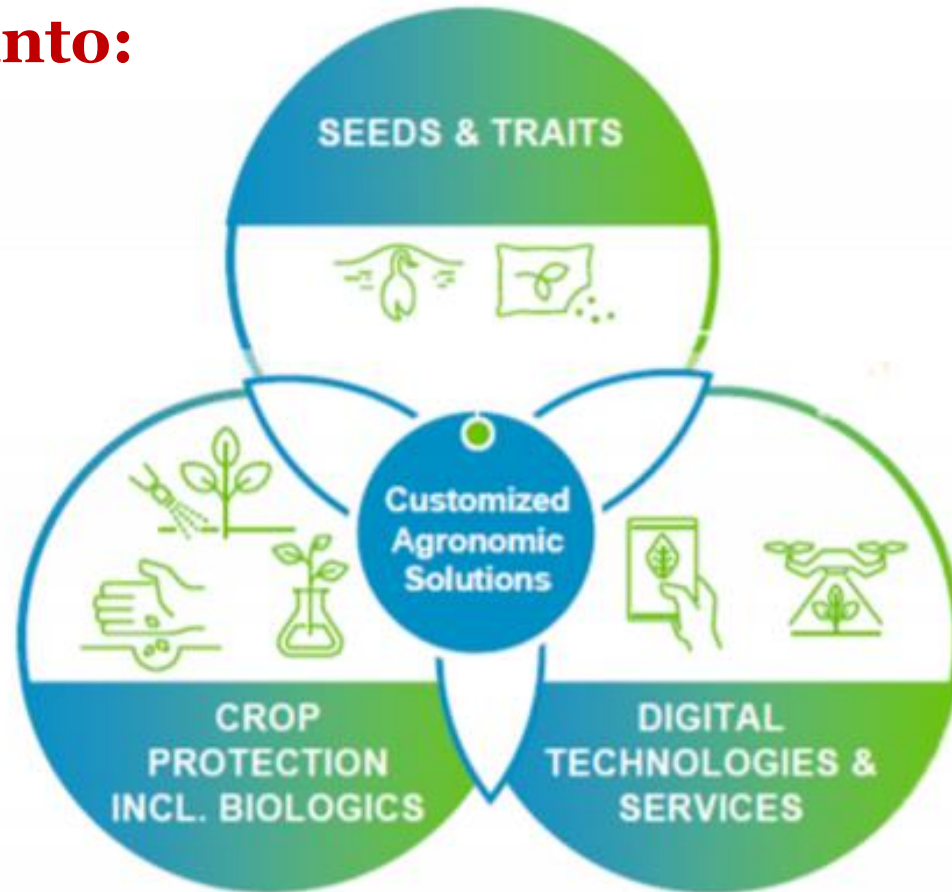 nto:
SEEDS & TRAITS
Customized
Agronomic
Solutions
CROP
PROTECTION
INCL. BIOLOGICS
DIGITAL
TECHNOLOGIES &
SERVICES